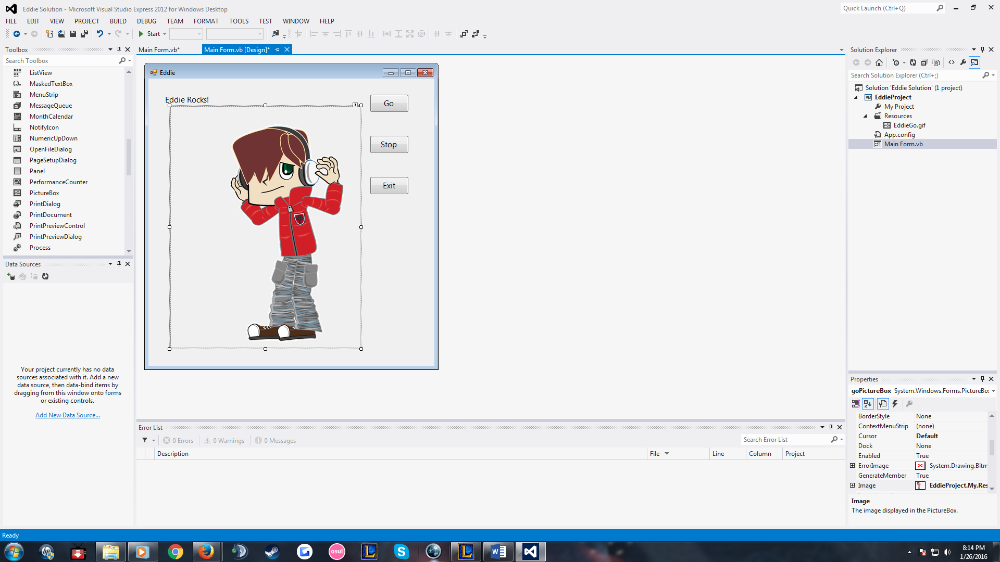 Eddie Solution - Microsoft Visual Studio Express 2012 for Windows Desktop
Quick Launch (Ctrl+Q)
FILE EDIT VIEW PROJECT BUILD DEBUG TEAM FORMAT TOOLS TEST WINDOW HELP
Start
Toolbox
Search Toolbox
ListView
MaskedTextBox
MenuStrip
MessageQueue
MonthCalendar
NotifyIcon
NumericUpDown
OpenFileDialog
PageSetupDialog
Panel
PerformanceCounter
PictureBox
PrintDialog
PrintDocument
PrintPreviewControl
PrintPreviewDialog
Process
Data Sources
Your project currently has no data
sources associated with it. Add a new
data source, then data-bind items by
dragging from this window onto forms
or existing controls.
Add New Data Source...
Main Form.vb*
Main Form.vb [Design]*
Eddie
Eddie Rocks!
Go
Stop
Exit
Error List
0 Errors
0 Warnings
0 Messages
Search Error List
Description File Line Column Project
Solution Explorer
Search Solution Explorer (Ctrl+;)
Solution 'Eddie Solution' (1 project)
VB EddieProject
My Project
Resources
EddieGo.gif
App.config
Main Form.vb
Properties
goPictureBox System.Windows.Forms.PictureBo
BorderStyle None
ContextMenuStrip (none)
Cursor Default
Dock None
Enabled True
ErrorImage System.Drawing.Bitm
GenerateMember True
Image EddieProject.My.Res
Image
The image displayed in the PictureBox.
Ready
hp
osu!
L
S
L
W
8:14 PM
1/26/2016